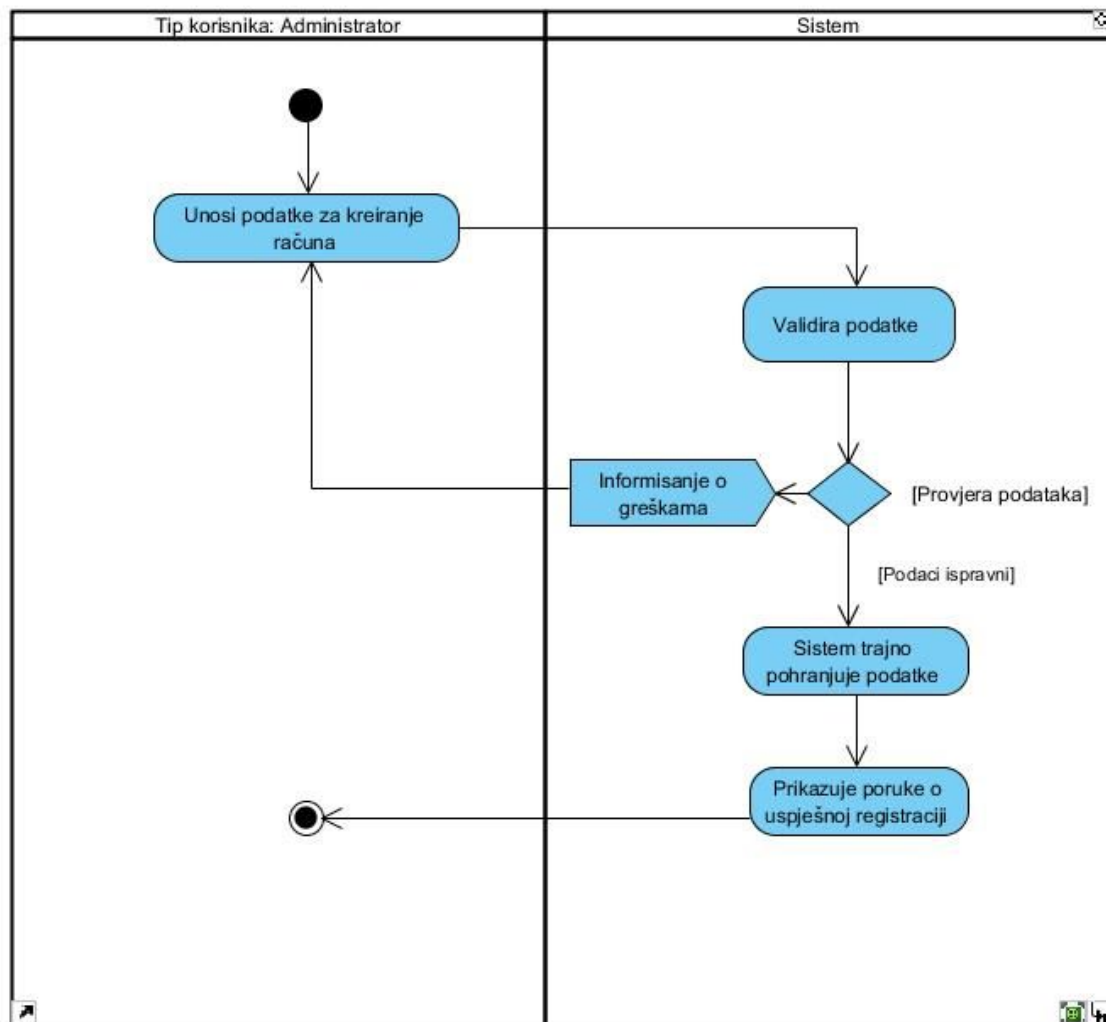 Tip korisnika: Administrator
Sistem
Unosi podatke za kreiranje
računa
Validira podatke
Informisanje o
greškama
[Provjera podataka]
[Podaci ispravni]
Sistem trajno
pohranjuje podatke
Prikazuje poruke o
uspješnoj registraciji